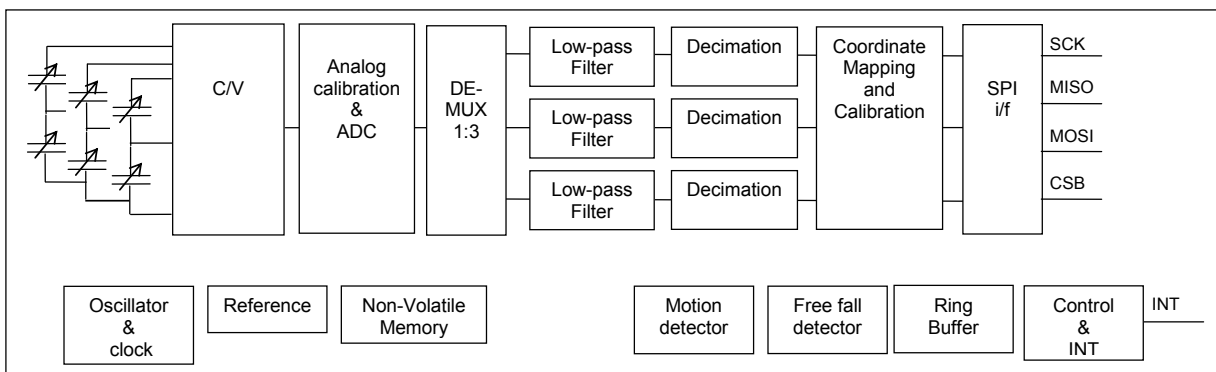 C/V
Analog
calibration
&
ADC
DE-
MUX
1:3
Low-pass
Filter
Decimation
Low-pass
Filter
Decimation
Low-pass
Filter
Decimation
Coordinate
Mapping
and
Calibration
SPI
i/f
SCK
MISO
MOSI
CSB
Oscillator
&
clock
Reference
Non-Volatile
Memory
Motion
detector
Free fall
detector
Ring
Buffer
Control
&
INT
INT